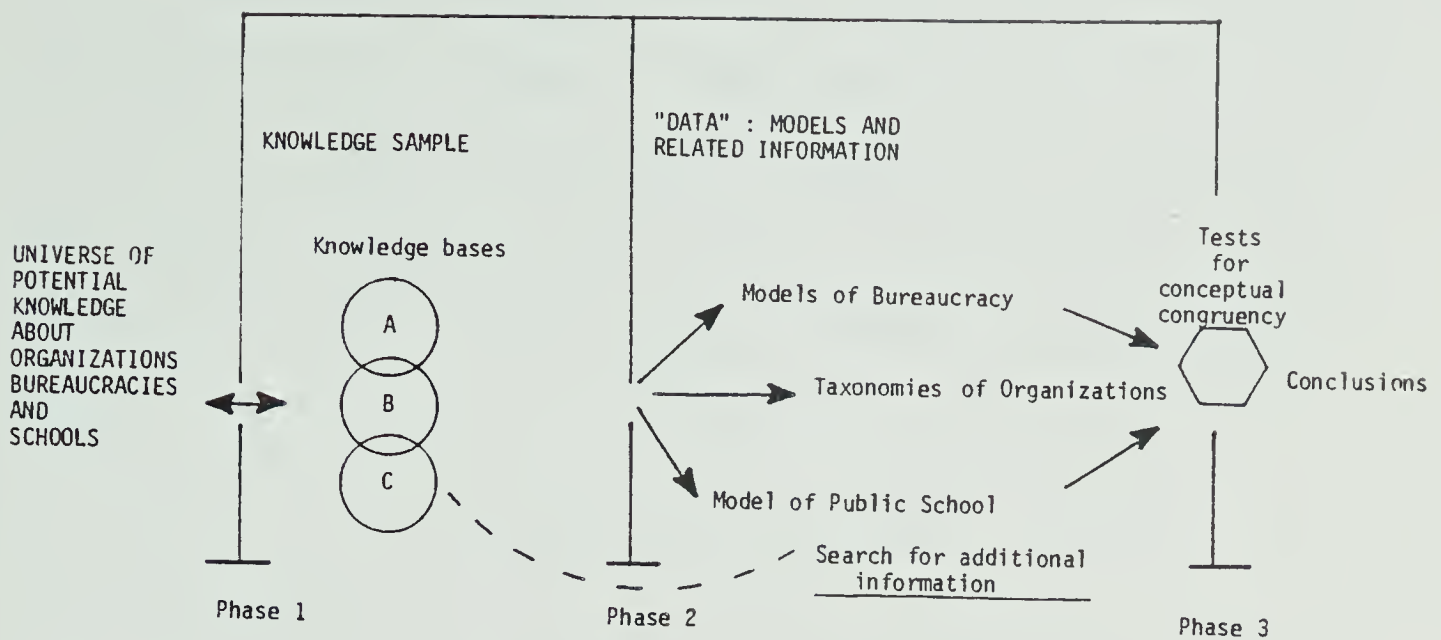 KNOWLEDGE SAMPLE
"DATA" : MODELS AND
RELATED INFORMATION
UNIVERSE OF
POTENTIAL
KNOWLEDGE
ABOUT
ORGANIZATIONS
BUREAUCRACIES
AND
SCHOOLS
Knowledge bases
A
B
C
Models of Bureaucracy
Taxonomies of Organizations
Model of Public School
Search for additional
information
Tests
for
conceptual
congruency
Conclusions
Phase 1
Phase 2
Phase 3